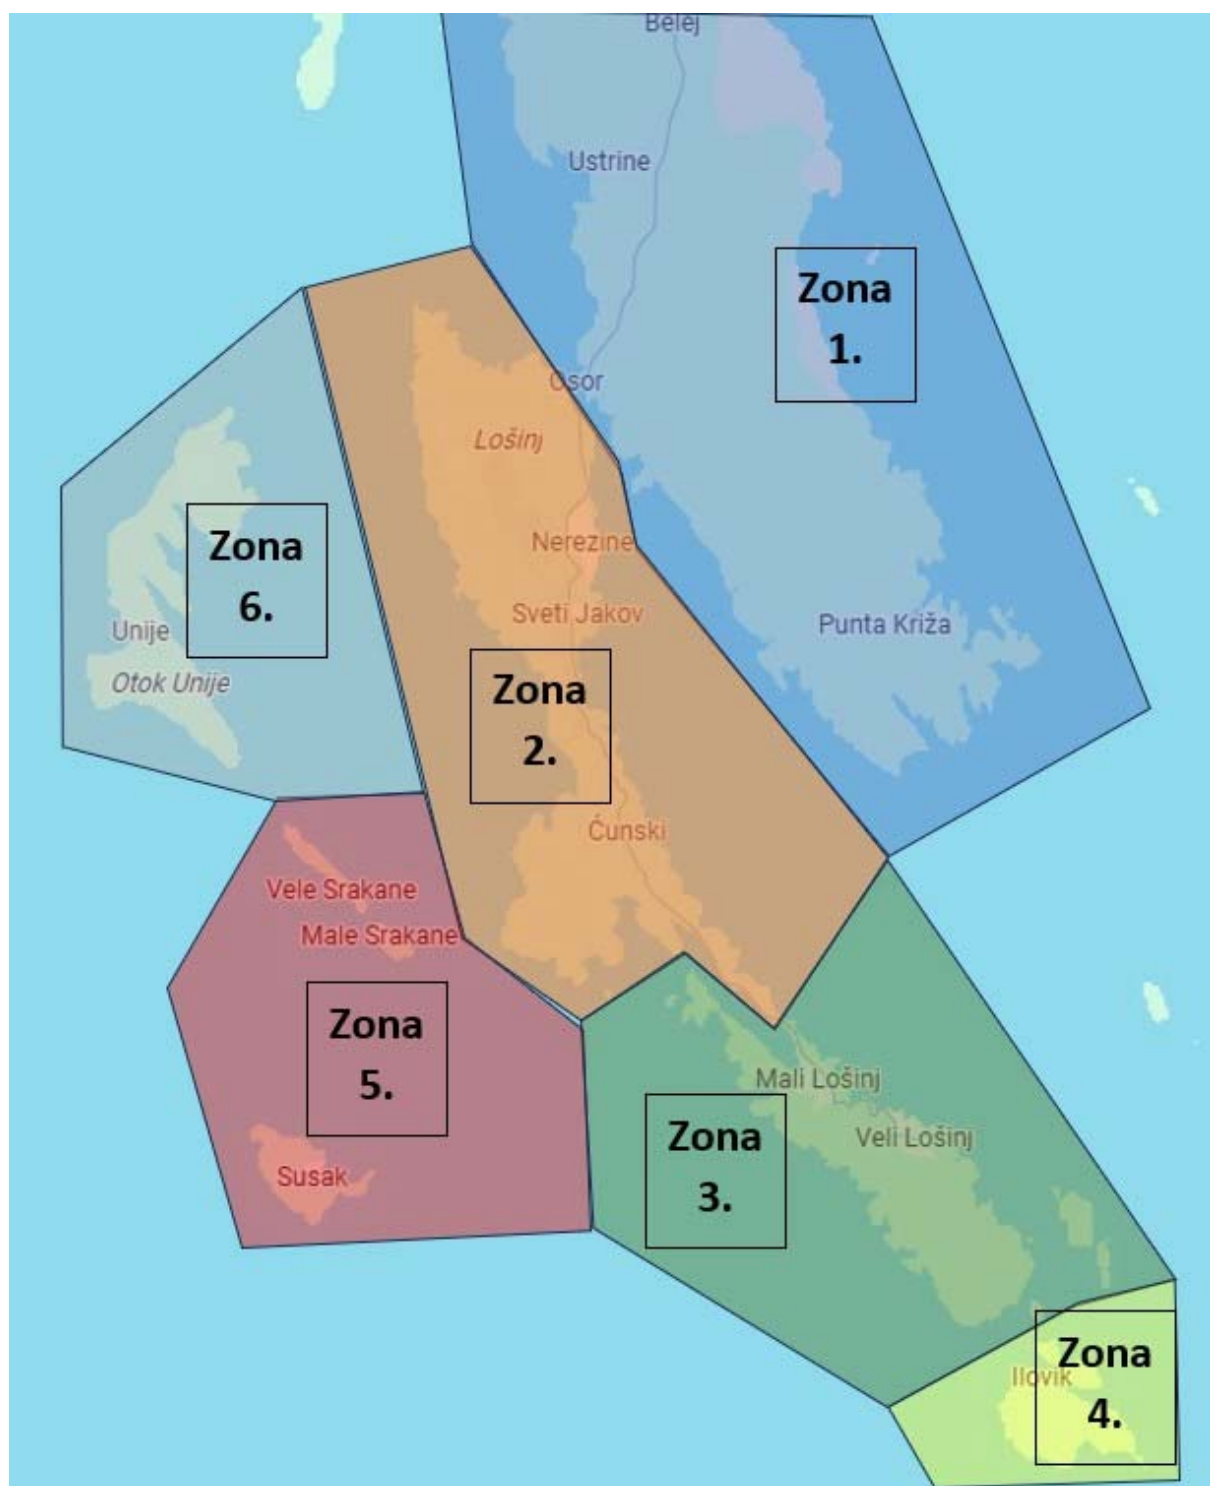 Belej
Ustrine
Zona
1.
Osor
Lošinj
Nerezine
Zona
6.
Sveti Jakov
Punta Križa
Unije
Otok Unije
Zona
2.
Ćunski
Vele Srakane
Male Srakane
Zona
5.
Mali Lošinj
Veli Lošinj
Zona
3.
Susak
Zona
Ilovik
4.